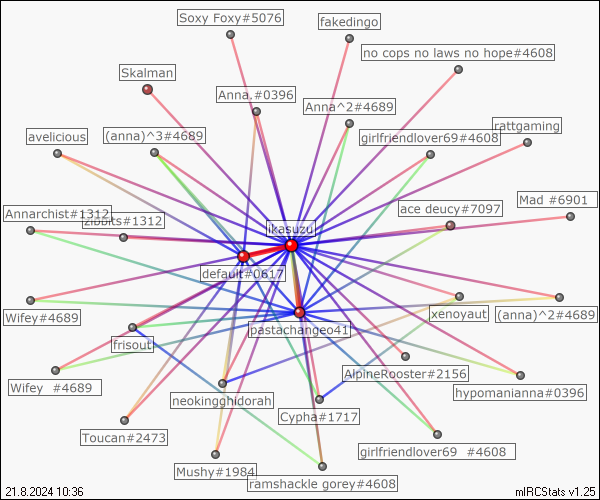 Soxy Foxy#5076
fakedingo
no cops no laws no hope#4608
Skalman
Anna.#0396
Anna^2#4689
rattgaming
avelicious
(anna)^3#4689
girlfriendlover69#4608
Mad #6901
Annarchist#1312
ace deucy#7097
ikasuzu
default#0617
Wifey#4689
xenoyaut
(anna)^2#4689
pastachangeo41
frisout
AlpineRooster#2156
Wifey  #4689
neokingghidorah
hypomanianna#0396
Cypha#1717
Toucan#2473
girlfriendlover69  #4608
Mushy#1984
ramshackle gorey#4608
21.8.2024 10:36
mIRCStats v1.25